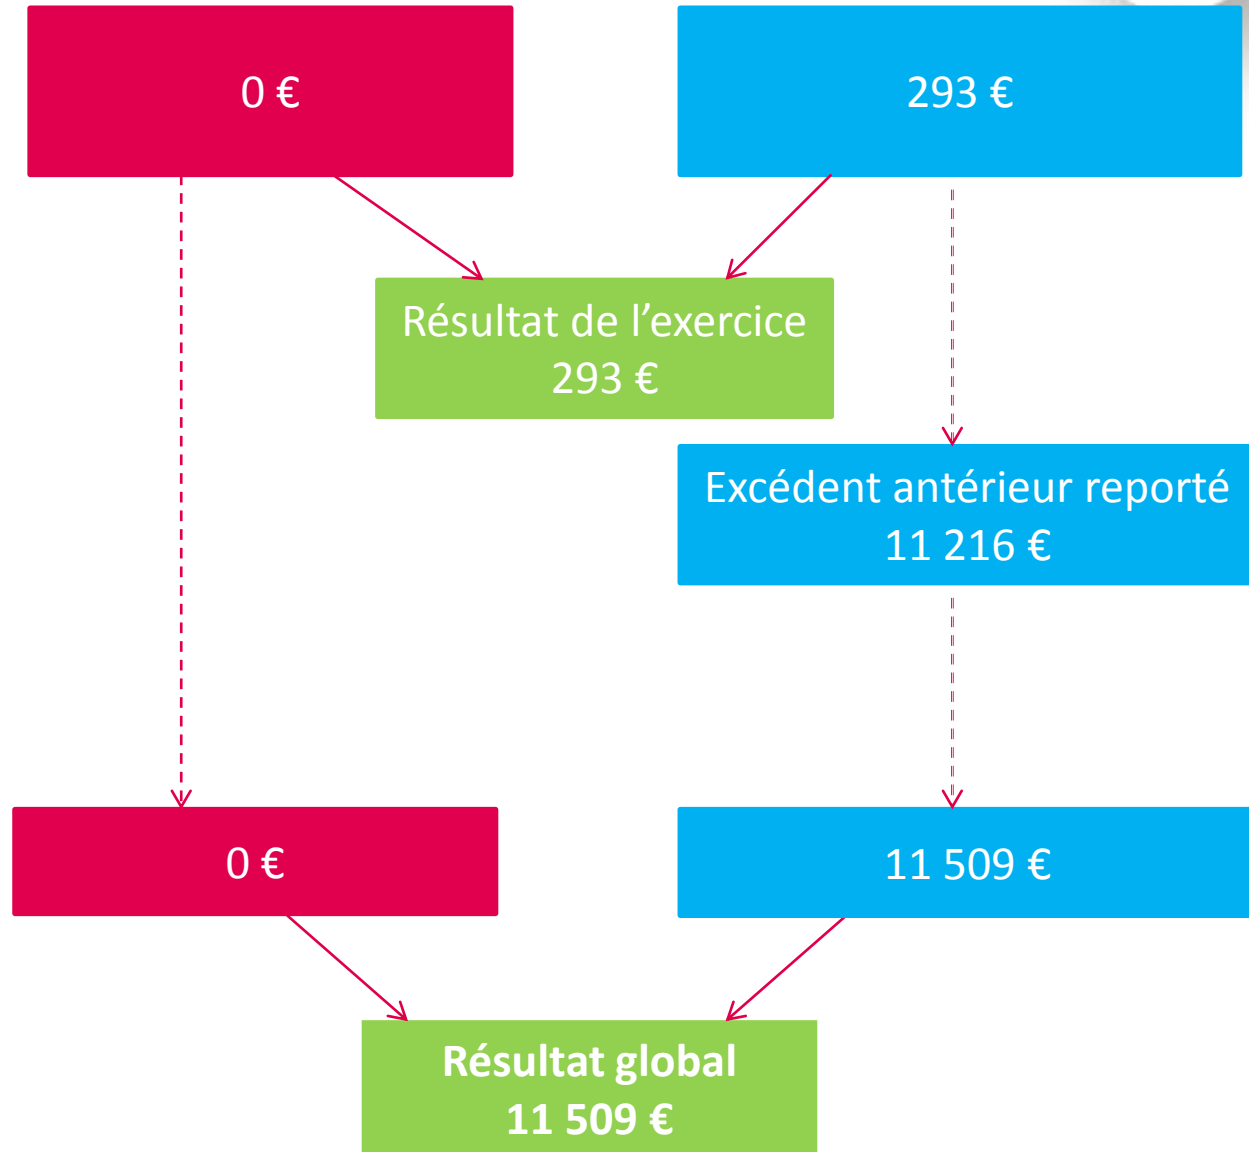 0 €
293 €
Résultat de l’exercice
293 €
Excédent antérieur reporté
11 216 €
0 €
11 509 €
Résultat global
11 509 €